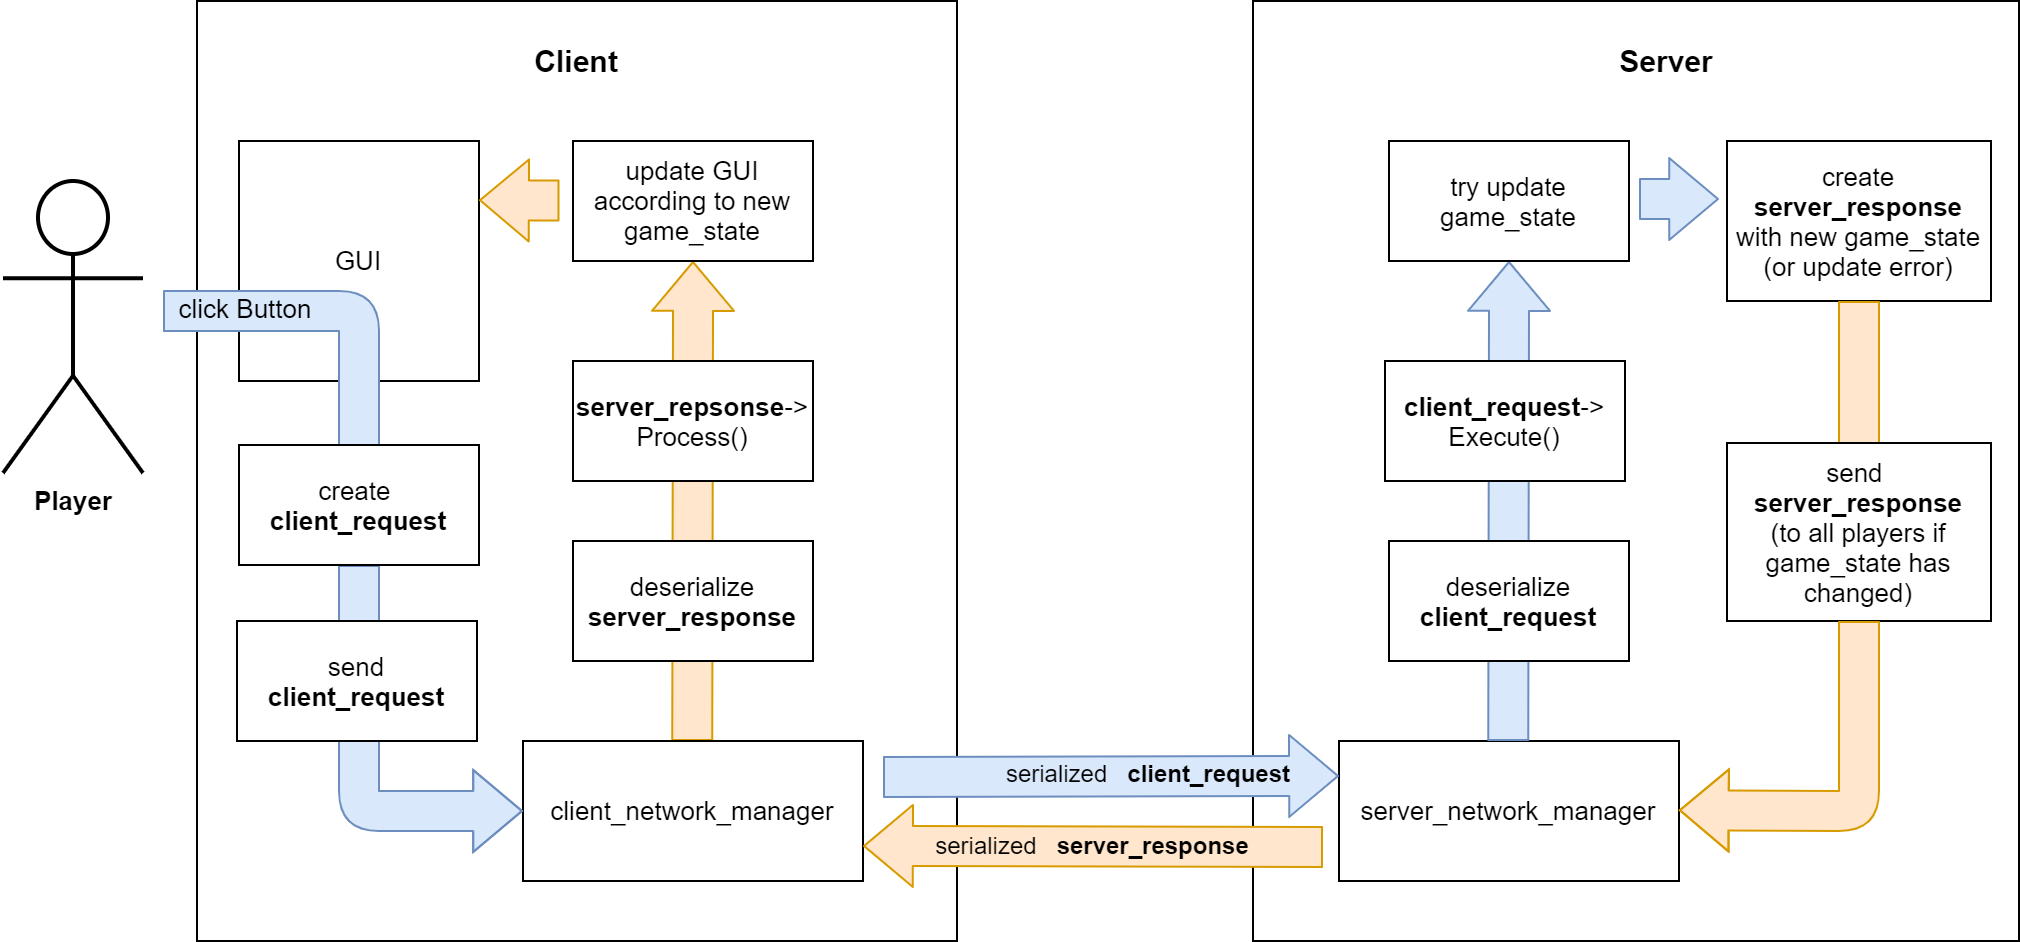 Client
Server
GUI
update GUI
according to new
game_state
try update
game_state
create
server_response
with new game_state
(or update error)
click Button
server_repsonse->
Process()
client_request->
Execute()
Player
create
client_request
send
server_response
(to all players if
game_state has
changed)
deserialize
server_response
deserialize
client_request
send
client_request
client_network_manager
serialized client_request
serialized server_response
server_network_manager